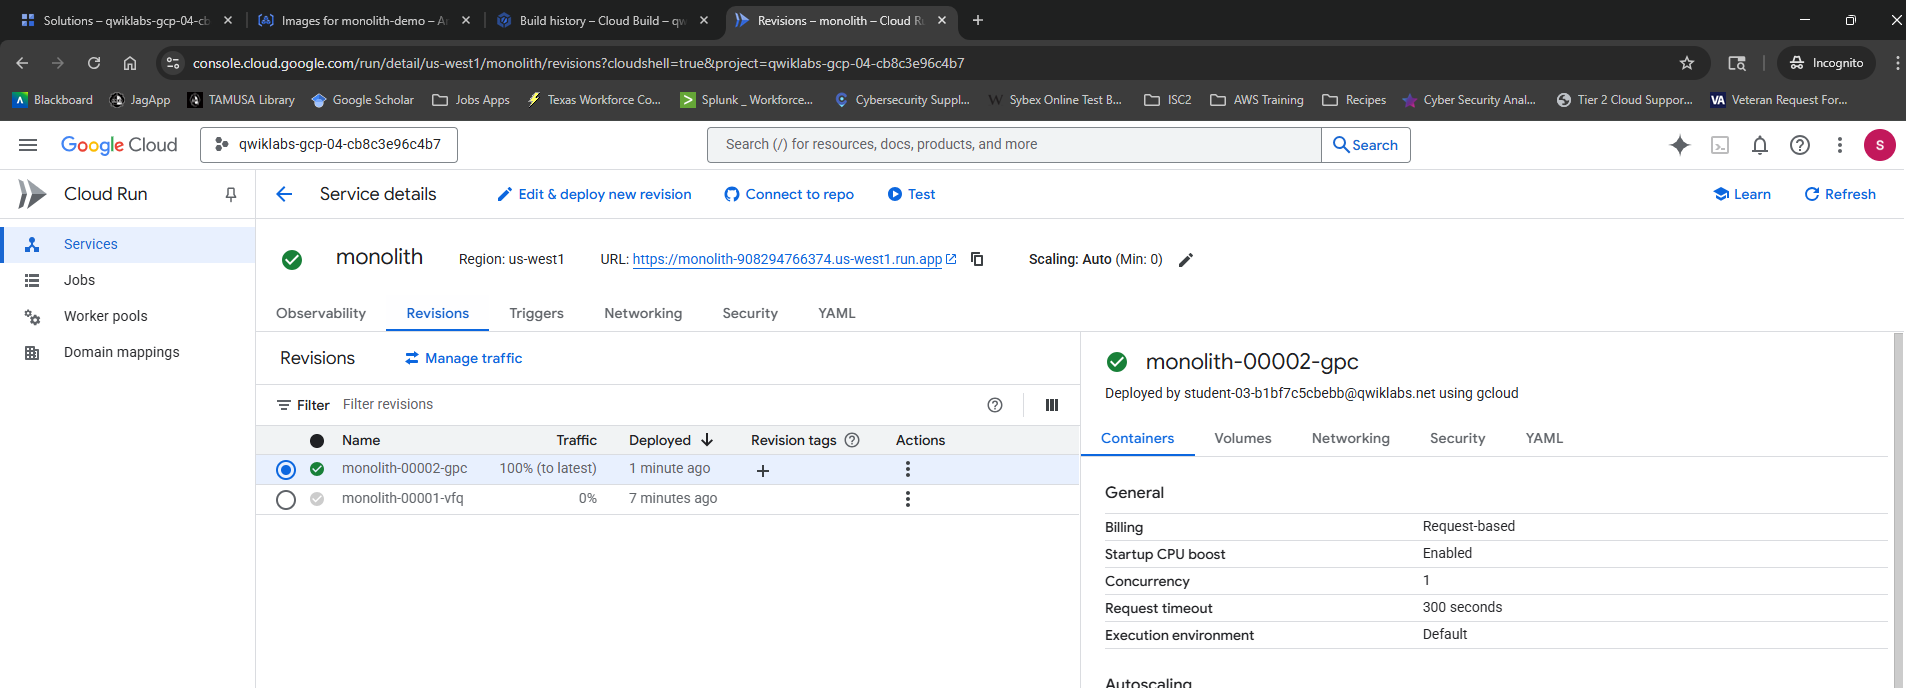 Solutions – qwiklabs-gcp-04-cb
Images for monolith-demo – A
Build history – Cloud Build – qw
Revisions – monolith – Cloud Ru
console.cloud.google.com/run/detail/us-west1/monolith/revisions?cloudshell=true&project=qwiklabs-gcp-04-cb8c3e96c4b7
Incognito
Blackboard
JagApp
TAMUSA Library
Google Scholar
Jobs Apps
Texas Workforce Co...
Splunk _ Workforce...
Cybersecurity Suppl...
Sybex Online Test B...
ISC2
AWS Training
Recipes
Cyber Security Anal...
Tier 2 Cloud Suppor...
VA Veteran Request For...
Google Cloud
qwiklabs-gcp-04-cb8c3e96c4b7
Search (/) for resources, docs, products, and more
Search
S
Cloud Run
Service details
Edit & deploy new revision
Connect to repo
Test
Learn
Refresh
Services
Jobs
Worker pools
Domain mappings
monolith
Region: us-west1
URL: https://monolith-908294766374.us-west1.run.app
Scaling: Auto (Min: 0)
Observability
Revisions
Triggers
Networking
Security
YAML
Revisions
Manage traffic
Filter
Filter revisions
Name Traffic Deployed Revision tags Actions
monolith-00002-gpc 100% (to latest) 1 minute ago
monolith-00001-vfq 0% 7 minutes ago
monolith-00002-gpc
Deployed by student-03-b1bf7c5cbebb@qwiklabs.net using gcloud
Containers
Volumes
Networking
Security
YAML
General
Billing Request-based
Startup CPU boost Enabled
Concurrency 1
Request timeout 300 seconds
Execution environment Default
Autoscaling